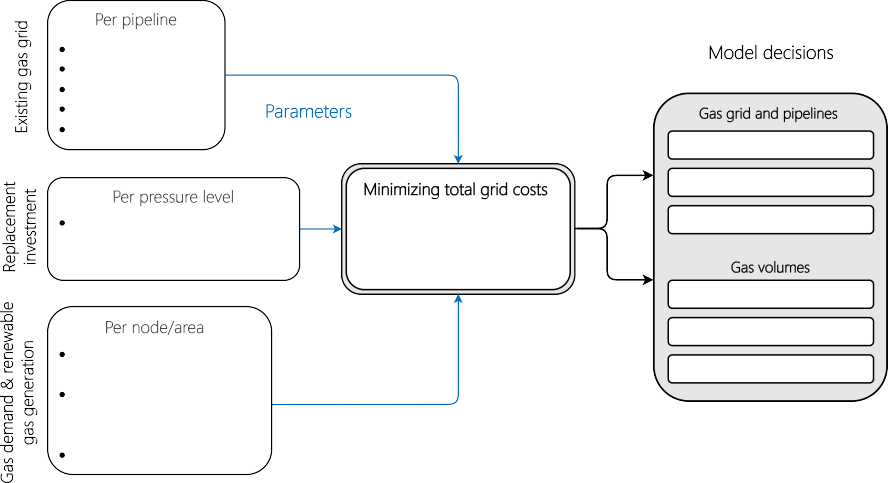 Existing gas grid
Per pipeline
•
•
•
•
•
Parameters
Replacement
investment
Per pressure level
•
Gas demand & renewable
gas generation
Per node/area
•
•
•
Minimizing total grid costs
Model decisions
Gas grid and pipelines
Gas volumes